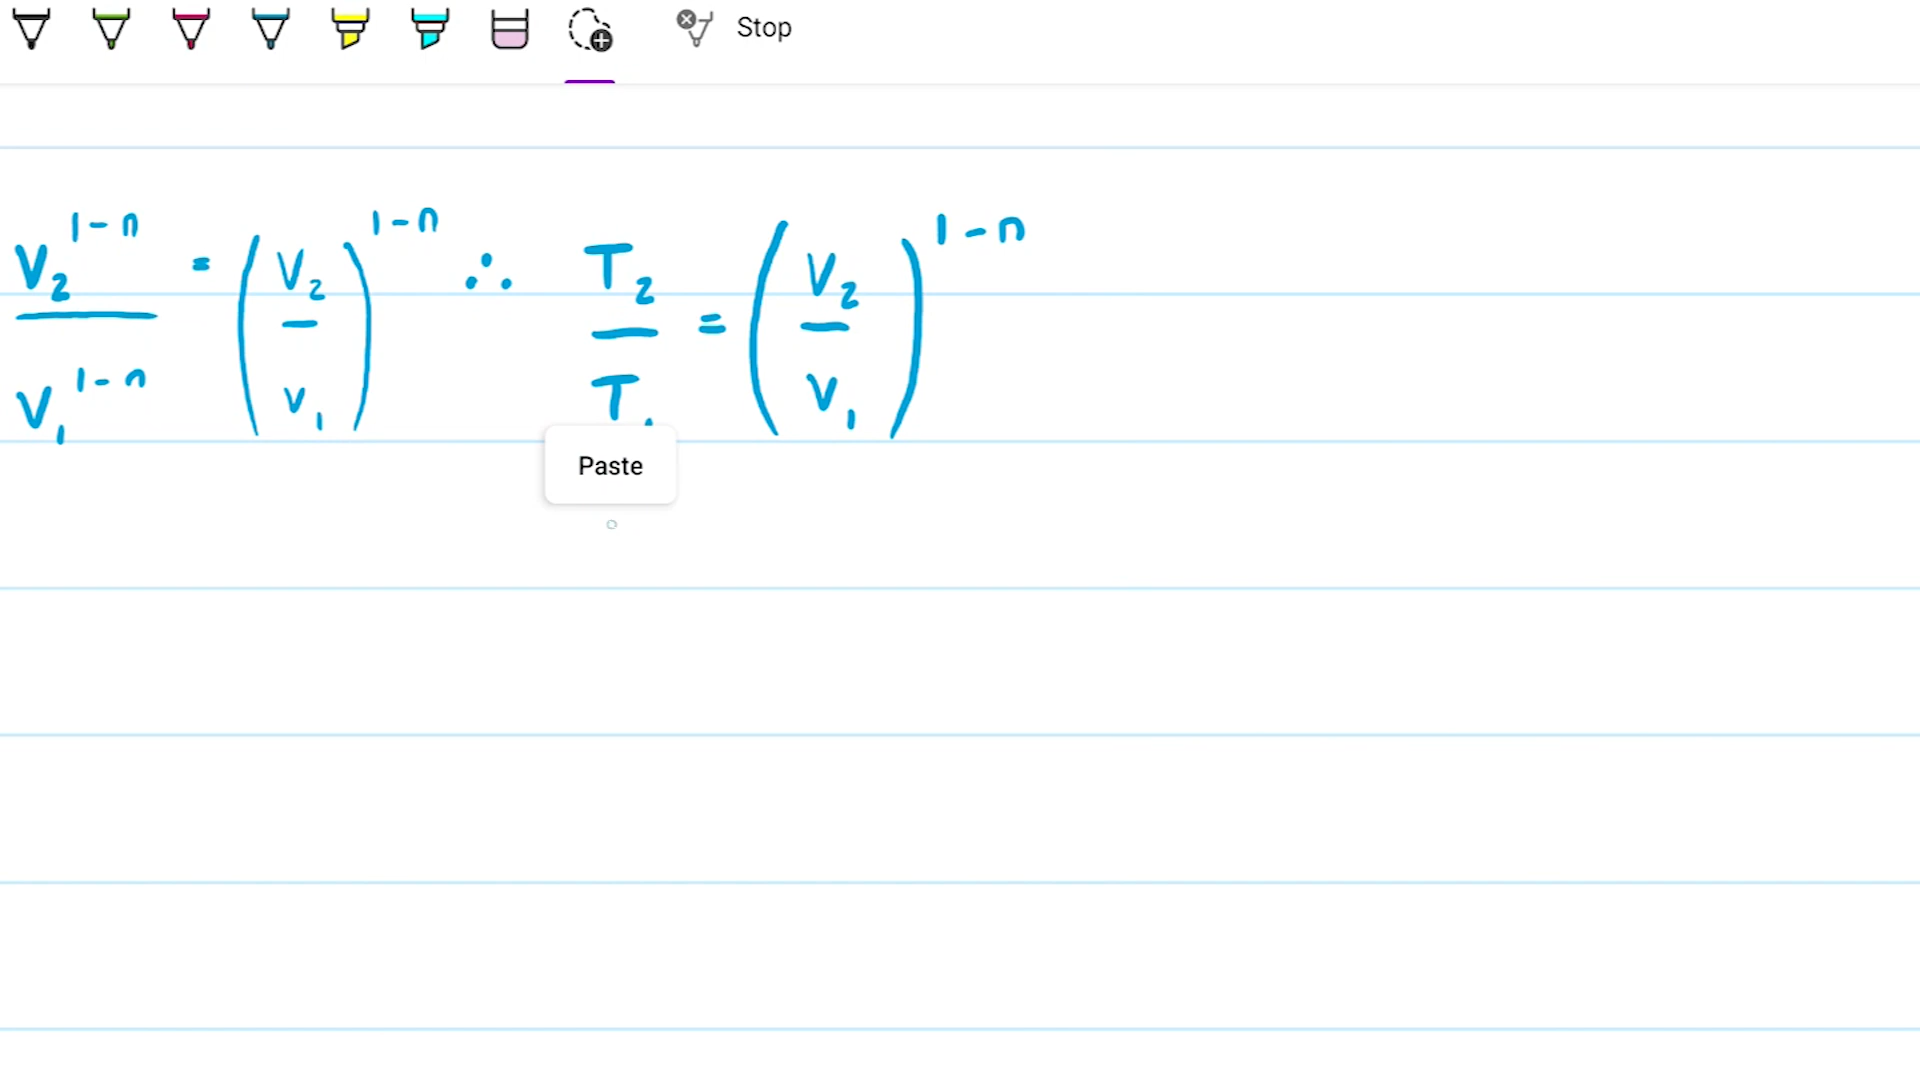 Stop
V₂^(1-n) / V₁^(1-n) = (V₂ / V₁)^(1-n) ∴ T₂ / T₁ = (V₂ / V₁)^(1-n)
Paste